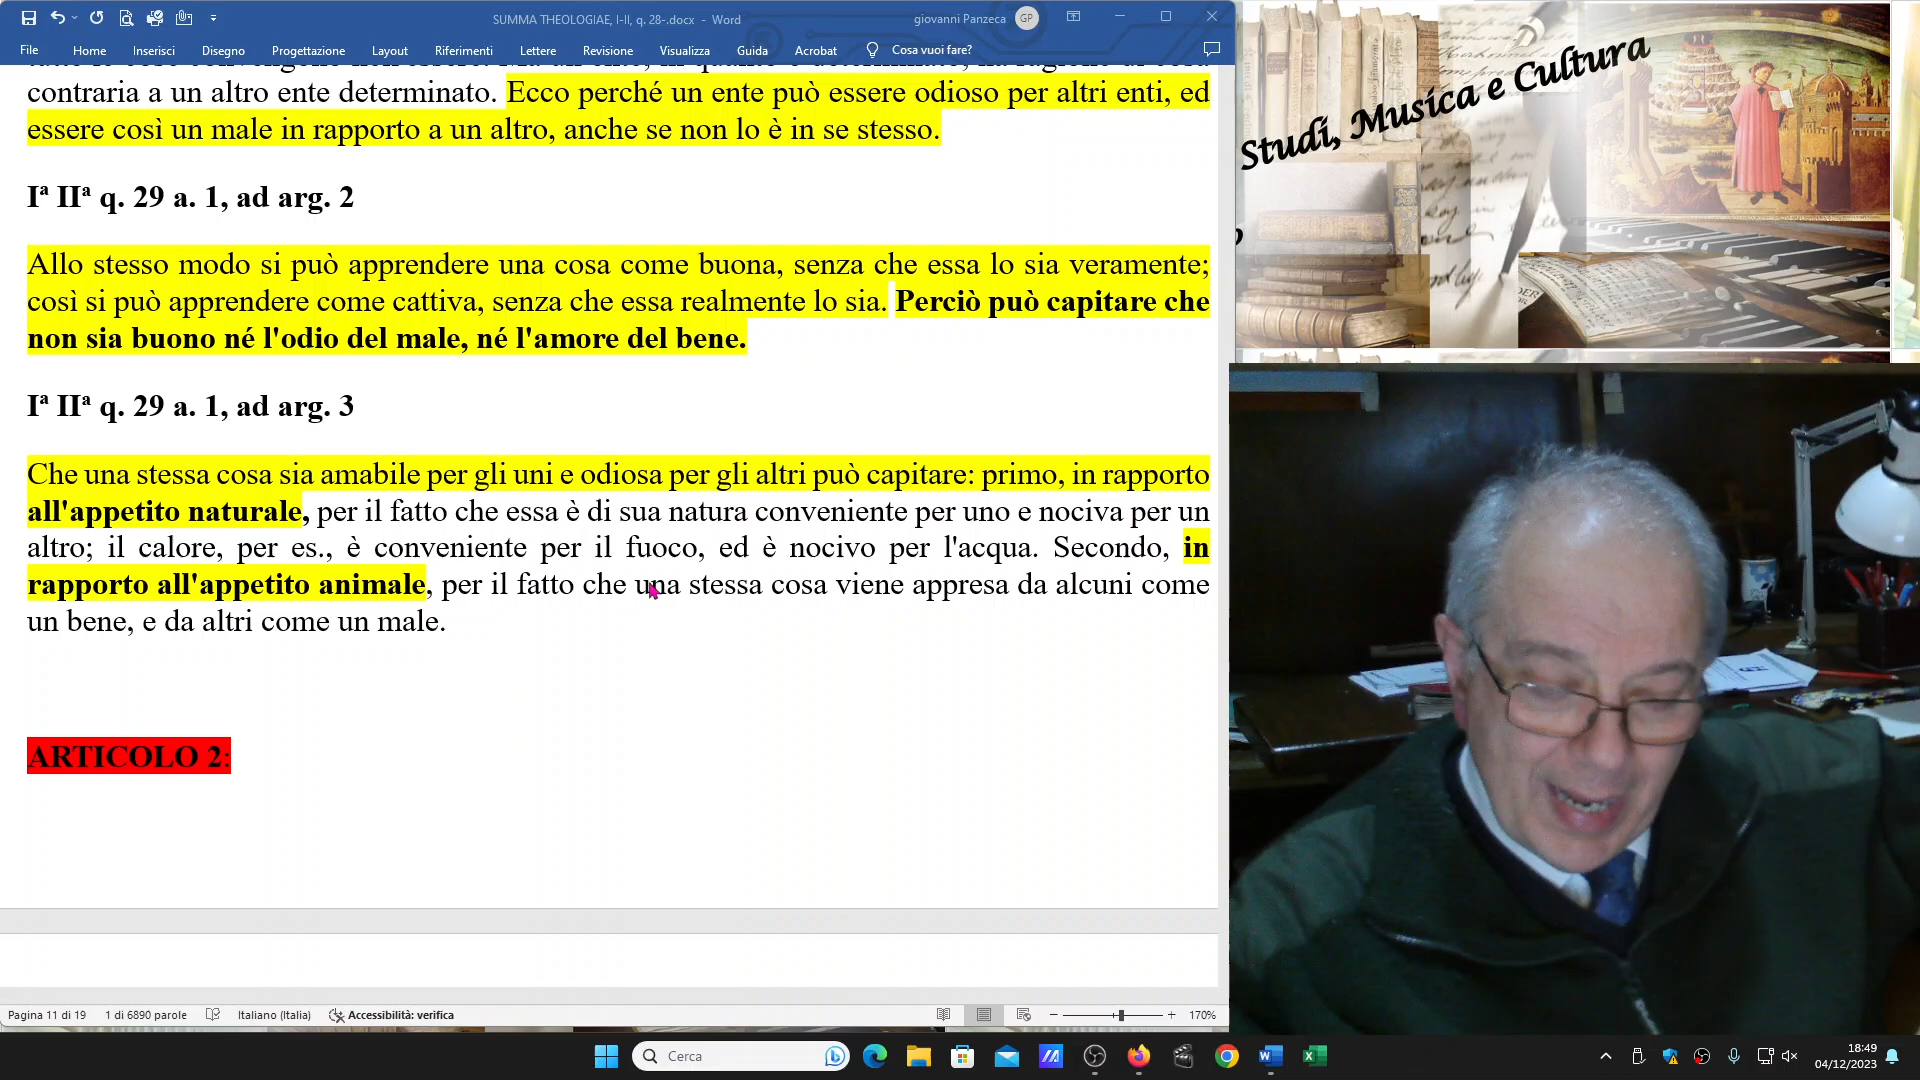 SUMMA THEOLOGIAE, I-II, q. 28-.docx - Word
giovanni Panzeca
GP
File Home Inserisci Disegno Progettazione Layout Riferimenti Lettere Revisione Visualizza Guida Acrobat Cosa vuoi fare?
contraria a un altro ente determinato. Ecco perché un ente può essere odioso per altri enti, ed
essere così un male in rapporto a un altro, anche se non lo è in se stesso.
Iª IIª q. 29 a. 1, ad arg. 2
Allo stesso modo si può apprendere una cosa come buona, senza che essa lo sia veramente;
così si può apprendere come cattiva, senza che essa realmente lo sia. Perciò può capitare che
non sia buono né l'odio del male, né l'amore del bene.
Iª IIª q. 29 a. 1, ad arg. 3
Che una stessa cosa sia amabile per gli uni e odiosa per gli altri può capitare: primo, in rapporto
all'appetito naturale, per il fatto che essa è di sua natura conveniente per uno e nociva per un
altro; il calore, per es., è conveniente per il fuoco, ed è nocivo per l'acqua. Secondo, in
rapporto all'appetito animale, per il fatto che una stessa cosa viene appresa da alcuni come
un bene, e da altri come un male.
ARTICOLO 2:
Pagina 11 di 19 1 di 6890 parole Italiano (Italia) Accessibilità: verifica
170%
Studi, Musica e Cultura
Cerca
18:49
04/12/2023